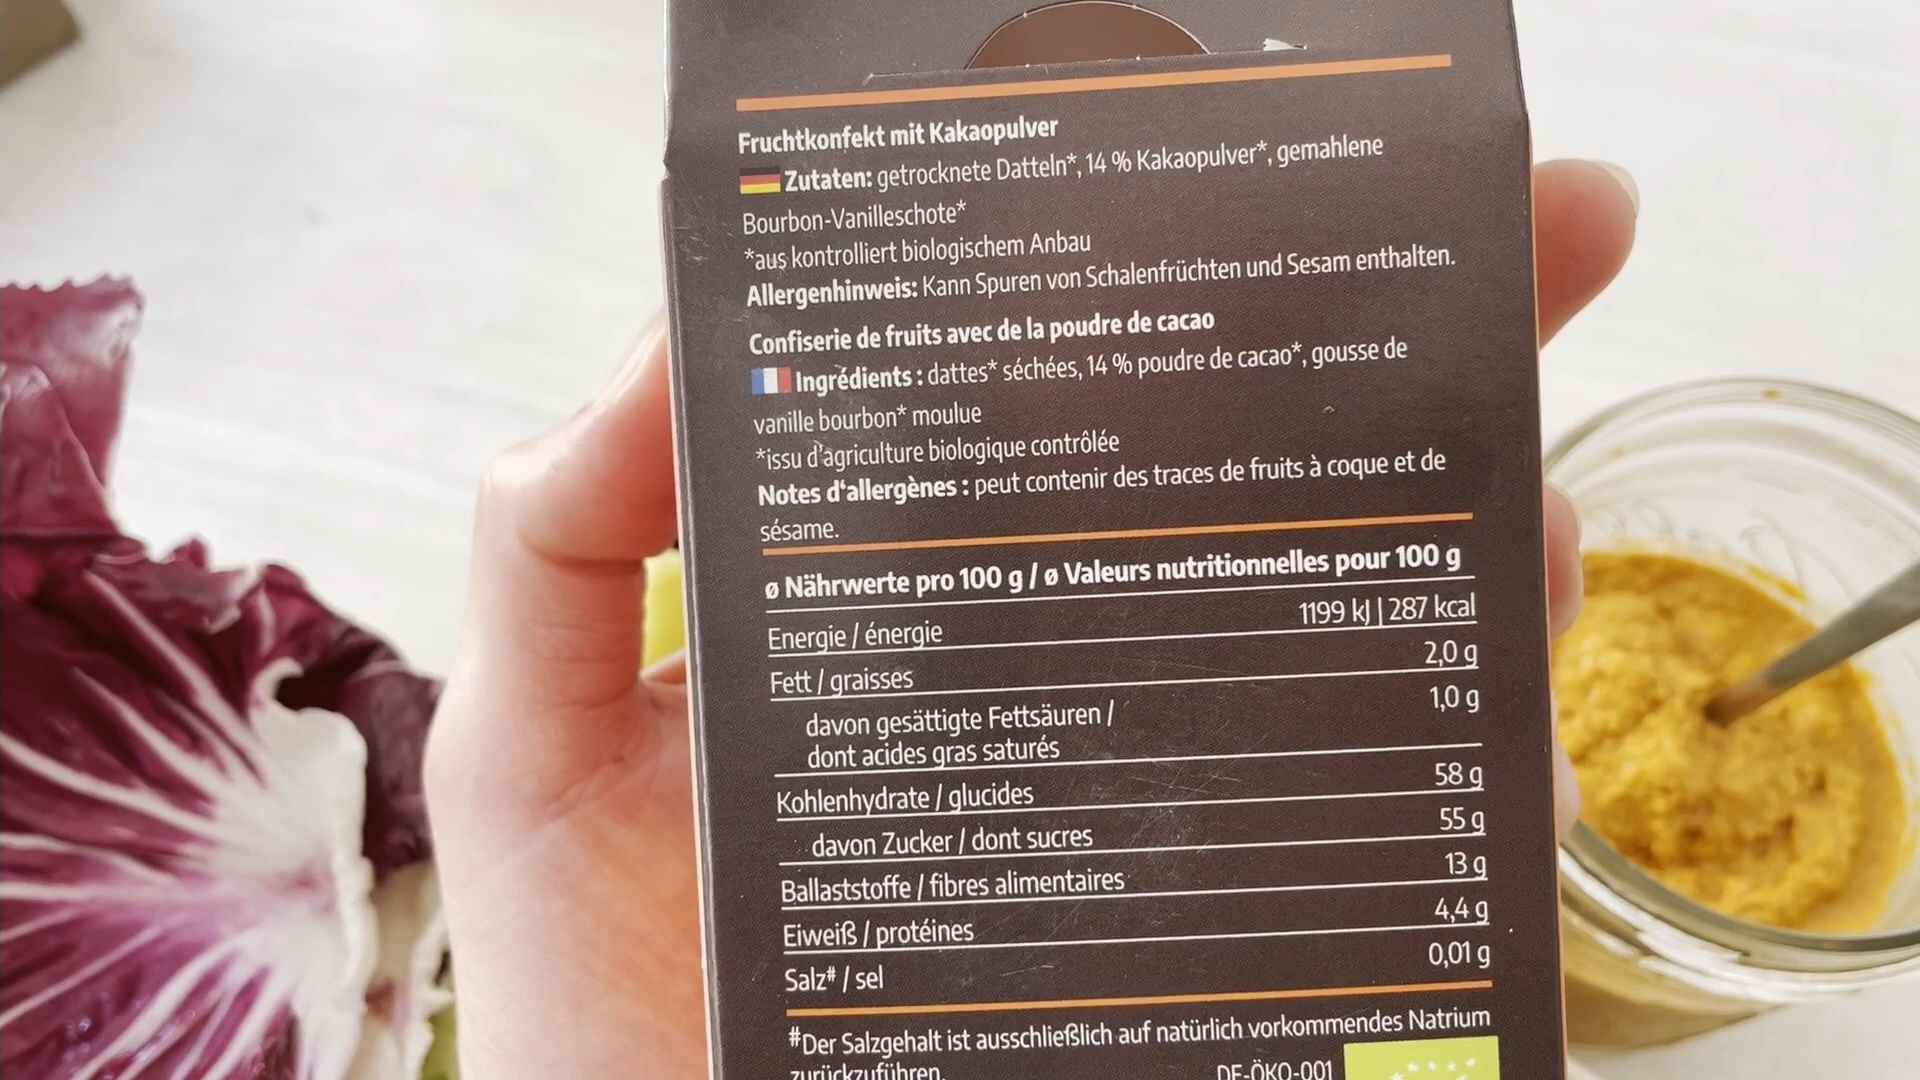 Fruchtkonfekt mit Kakaopulver
Zutaten: getrocknete Datteln*, 14 % Kakaopulver*, gemahlene
Bourbon-Vanilleschote*
*aus kontrolliert biologischem Anbau
Allergenhinweis: Kann Spuren von Schalenfrüchten und Sesam enthalten.
Confiserie de fruits avec de la poudre de cacao
Ingrédients : dattes* séchées, 14 % poudre de cacao*, gousse de
vanille bourbon* moulue
*issu d'agriculture biologique contrôlée
Notes d‘allergènes : peut contenir des traces de fruits à coque et de
sésame.
ø Nährwerte pro 100 g / ø Valeurs nutritionnelles pour 100 g
Energie / énergie 1199 kJ | 287 kcal
Fett / graisses 2,0 g
davon gesättigte Fettsäuren / 1,0 g
dont acides gras saturés
Kohlenhydrate / glucides 58 g
davon Zucker / dont sucres 55 g
Ballaststoffe / fibres alimentaires 13 g
Eiweiß / protéines 4,4 g
Salz# / sel 0,01 g
#Der Salzgehalt ist ausschließlich auf natürlich vorkommendes Natrium
zurückzuführen.
DE-ÖKO-001